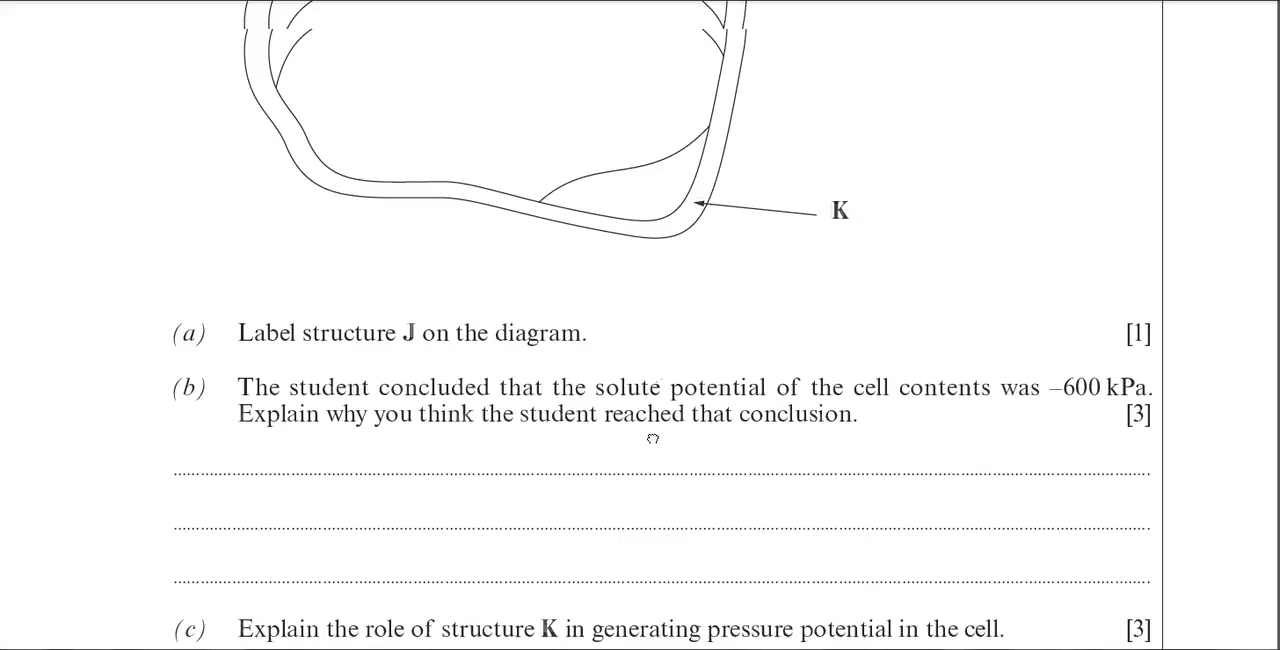 K
(a) Label structure J on the diagram. [1]
(b) The student concluded that the solute potential of the cell contents was –600 kPa.
Explain why you think the student reached that conclusion. [3]
(c) Explain the role of structure K in generating pressure potential in the cell. [3]